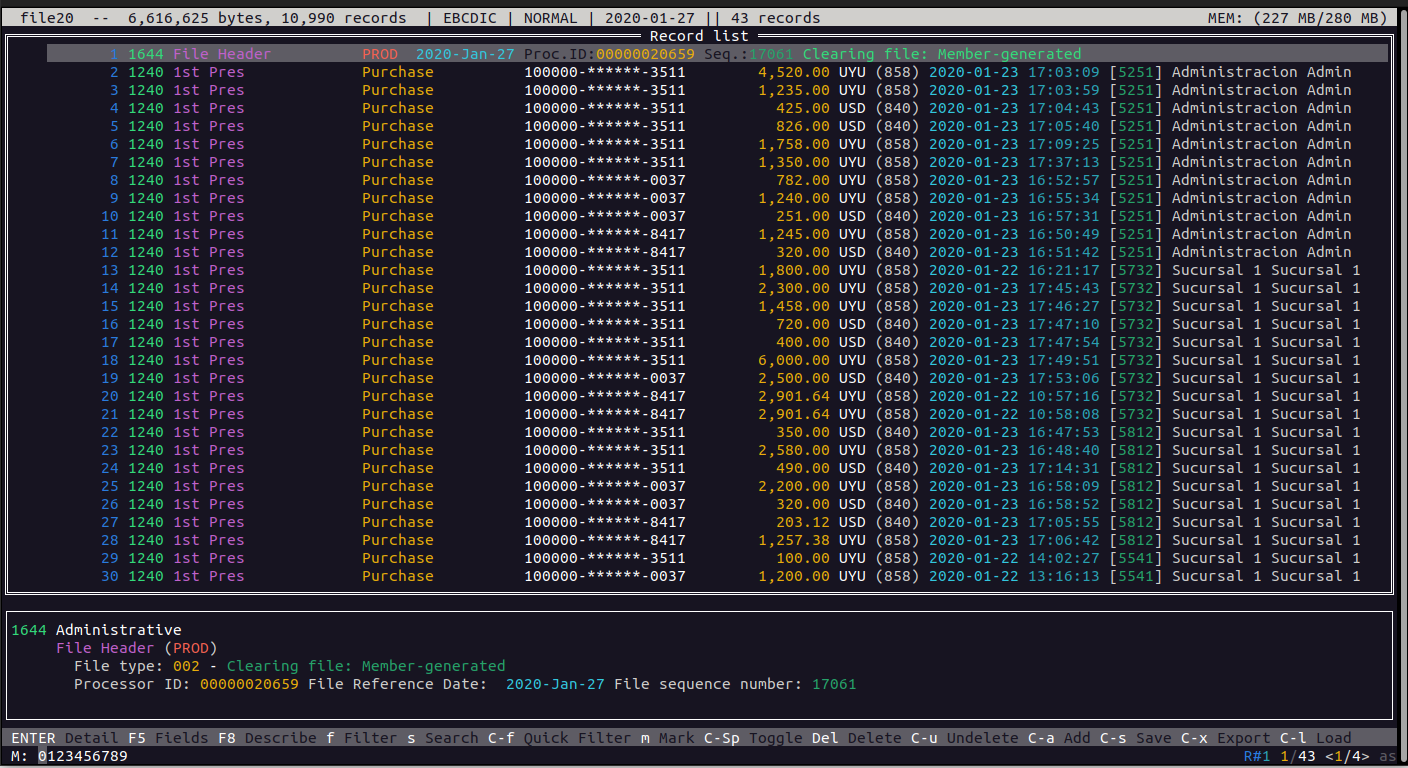 file20 -- 6,616,625 bytes, 10,990 records | EBCDIC | NORMAL | 2020-01-27 || 43 records MEM: (227 MB/280 MB)
Record list
1 1644 File Header PROD 2020-Jan-27 Proc.ID:00000020659 Seq.:17061 Clearing file: Member-generated
2 1240 1st Pres Purchase 100000-******-3511 4,520.00 UYU (858) 2020-01-23 17:03:09 [5251] Administracion Admin
3 1240 1st Pres Purchase 100000-******-3511 1,235.00 UYU (858) 2020-01-23 17:03:59 [5251] Administracion Admin
4 1240 1st Pres Purchase 100000-******-3511 425.00 USD (840) 2020-01-23 17:04:43 [5251] Administracion Admin
5 1240 1st Pres Purchase 100000-******-3511 826.00 USD (840) 2020-01-23 17:05:40 [5251] Administracion Admin
6 1240 1st Pres Purchase 100000-******-3511 1,758.00 UYU (858) 2020-01-23 17:09:25 [5251] Administracion Admin
7 1240 1st Pres Purchase 100000-******-3511 1,350.00 UYU (858) 2020-01-23 17:37:13 [5251] Administracion Admin
8 1240 1st Pres Purchase 100000-******-0037 782.00 UYU (858) 2020-01-23 16:52:57 [5251] Administracion Admin
9 1240 1st Pres Purchase 100000-******-0037 1,240.00 UYU (858) 2020-01-23 16:55:34 [5251] Administracion Admin
10 1240 1st Pres Purchase 100000-******-0037 251.00 USD (840) 2020-01-23 16:57:31 [5251] Administracion Admin
11 1240 1st Pres Purchase 100000-******-8417 1,245.00 UYU (858) 2020-01-23 16:50:49 [5251] Administracion Admin
12 1240 1st Pres Purchase 100000-******-8417 320.00 USD (840) 2020-01-23 16:51:42 [5251] Administracion Admin
13 1240 1st Pres Purchase 100000-******-3511 1,800.00 UYU (858) 2020-01-22 16:21:17 [5732] Sucursal 1 Sucursal 1
14 1240 1st Pres Purchase 100000-******-3511 2,300.00 UYU (858) 2020-01-23 17:45:43 [5732] Sucursal 1 Sucursal 1
15 1240 1st Pres Purchase 100000-******-3511 1,458.00 UYU (858) 2020-01-23 17:46:27 [5732] Sucursal 1 Sucursal 1
16 1240 1st Pres Purchase 100000-******-3511 720.00 USD (840) 2020-01-23 17:47:10 [5732] Sucursal 1 Sucursal 1
17 1240 1st Pres Purchase 100000-******-3511 400.00 USD (840) 2020-01-23 17:47:54 [5732] Sucursal 1 Sucursal 1
18 1240 1st Pres Purchase 100000-******-3511 6,000.00 UYU (858) 2020-01-23 17:49:51 [5732] Sucursal 1 Sucursal 1
19 1240 1st Pres Purchase 100000-******-0037 2,500.00 USD (840) 2020-01-23 17:53:06 [5732] Sucursal 1 Sucursal 1
20 1240 1st Pres Purchase 100000-******-8417 2,901.64 UYU (858) 2020-01-22 10:57:16 [5732] Sucursal 1 Sucursal 1
21 1240 1st Pres Purchase 100000-******-8417 2,901.64 UYU (858) 2020-01-22 10:58:08 [5732] Sucursal 1 Sucursal 1
22 1240 1st Pres Purchase 100000-******-3511 350.00 USD (840) 2020-01-23 16:47:53 [5812] Sucursal 1 Sucursal 1
23 1240 1st Pres Purchase 100000-******-3511 2,580.00 UYU (858) 2020-01-23 16:48:40 [5812] Sucursal 1 Sucursal 1
24 1240 1st Pres Purchase 100000-******-3511 490.00 USD (840) 2020-01-23 17:14:31 [5812] Sucursal 1 Sucursal 1
25 1240 1st Pres Purchase 100000-******-0037 2,200.00 UYU (858) 2020-01-23 16:58:09 [5812] Sucursal 1 Sucursal 1
26 1240 1st Pres Purchase 100000-******-0037 320.00 USD (840) 2020-01-23 16:58:52 [5812] Sucursal 1 Sucursal 1
27 1240 1st Pres Purchase 100000-******-8417 203.12 USD (840) 2020-01-23 17:05:55 [5812] Sucursal 1 Sucursal 1
28 1240 1st Pres Purchase 100000-******-8417 1,257.38 UYU (858) 2020-01-23 17:06:42 [5812] Sucursal 1 Sucursal 1
29 1240 1st Pres Purchase 100000-******-3511 100.00 UYU (858) 2020-01-22 14:02:27 [5541] Sucursal 1 Sucursal 1
30 1240 1st Pres Purchase 100000-******-0037 1,200.00 UYU (858) 2020-01-22 13:16:13 [5541] Sucursal 1 Sucursal 1
1644 Administrative
File Header (PROD)
File type: 002 - Clearing file: Member-generated
Processor ID: 00000020659 File Reference Date: 2020-Jan-27 File sequence number: 17061
ENTER Detail F5 Fields F8 Describe f Filter s Search C-f Quick Filter m Mark C-Sp Toggle Del Delete C-u Undelete C-a Add C-s Save C-x Export C-l Load
M: 0123456789 R#1 1/43 <1/4> as